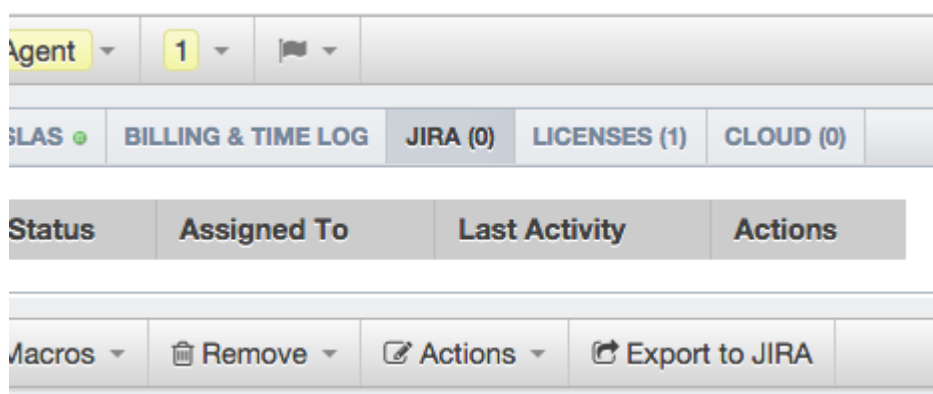 Agent 1
SLAS BILLING & TIME LOG JIRA (0) LICENSES (1) CLOUD (0)
Status Assigned To Last Activity Actions
Macros Remove Actions Export to JIRA